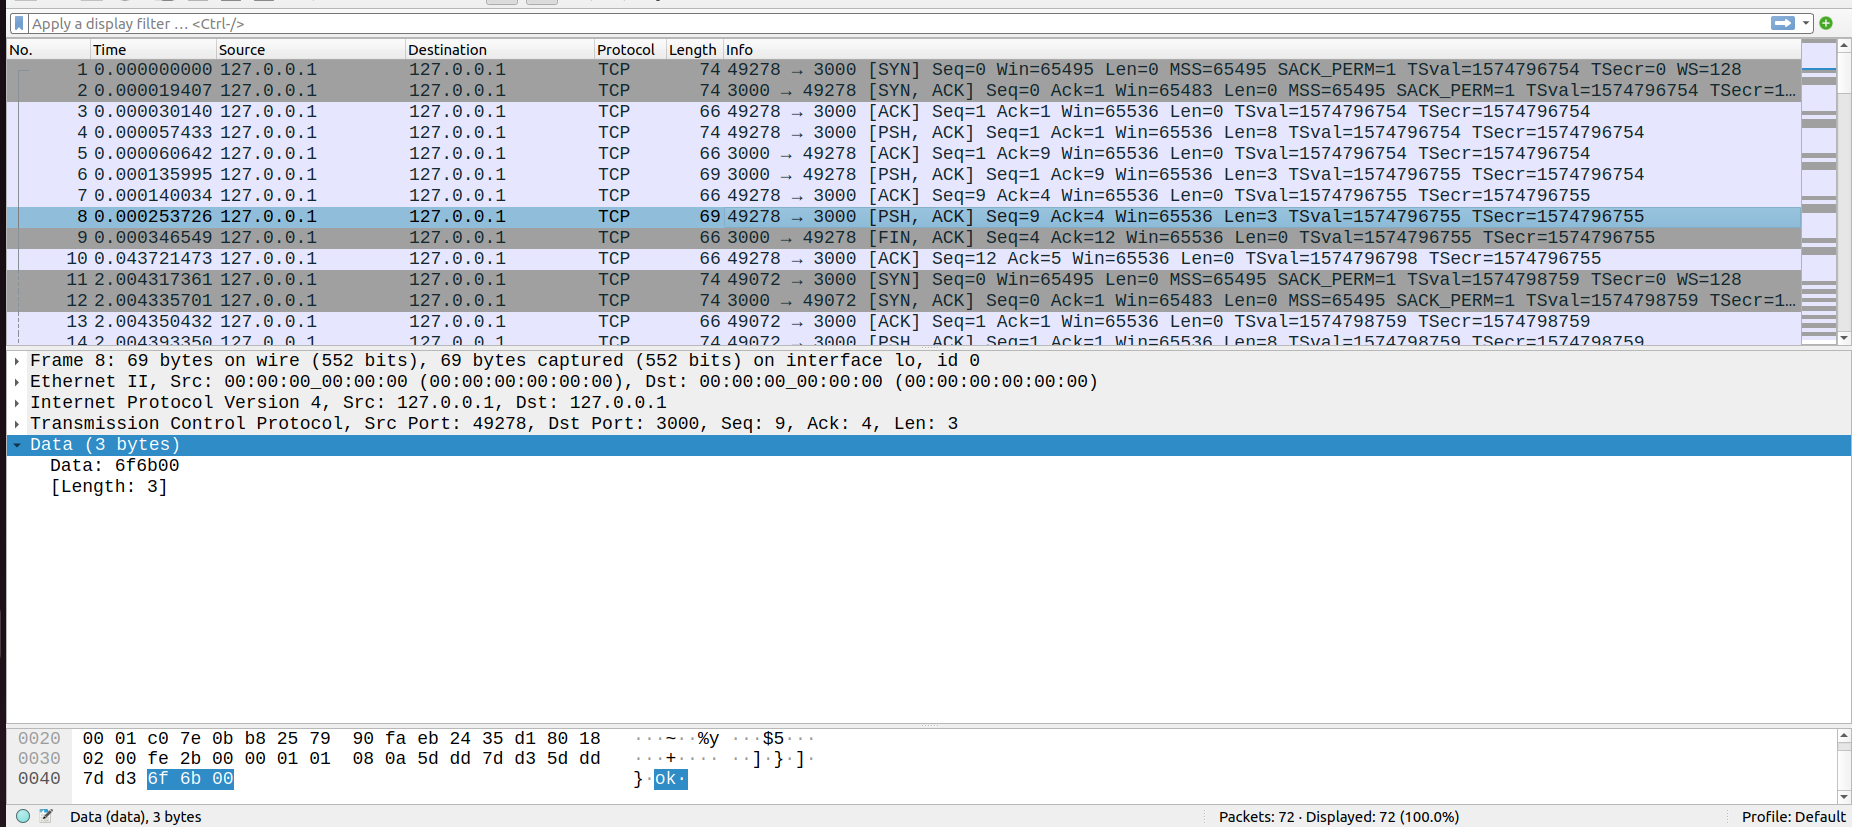 Apply a display filter … <Ctrl-/>
No. Time Source Destination Protocol Length Info
1 0.000000000 127.0.0.1 127.0.0.1 TCP 74 49278 → 3000 [SYN] Seq=0 Win=65495 Len=0 MSS=65495 SACK_PERM=1 TSval=1574796754 TSecr=0 WS=128
2 0.000019407 127.0.0.1 127.0.0.1 TCP 74 3000 → 49278 [SYN, ACK] Seq=0 Ack=1 Win=65483 Len=0 MSS=65495 SACK_PERM=1 TSval=1574796754 TSecr=1…
3 0.000030140 127.0.0.1 127.0.0.1 TCP 66 49278 → 3000 [ACK] Seq=1 Ack=1 Win=65536 Len=0 TSval=1574796754 TSecr=1574796754
4 0.000057433 127.0.0.1 127.0.0.1 TCP 74 49278 → 3000 [PSH, ACK] Seq=1 Ack=1 Win=65536 Len=8 TSval=1574796754 TSecr=1574796754
5 0.000060642 127.0.0.1 127.0.0.1 TCP 66 3000 → 49278 [ACK] Seq=1 Ack=9 Win=65536 Len=0 TSval=1574796754 TSecr=1574796754
6 0.000135995 127.0.0.1 127.0.0.1 TCP 69 3000 → 49278 [PSH, ACK] Seq=1 Ack=9 Win=65536 Len=3 TSval=1574796755 TSecr=1574796754
7 0.000140034 127.0.0.1 127.0.0.1 TCP 66 49278 → 3000 [ACK] Seq=9 Ack=4 Win=65536 Len=0 TSval=1574796755 TSecr=1574796755
8 0.000253726 127.0.0.1 127.0.0.1 TCP 69 49278 → 3000 [PSH, ACK] Seq=9 Ack=4 Win=65536 Len=3 TSval=1574796755 TSecr=1574796755
9 0.000346549 127.0.0.1 127.0.0.1 TCP 66 3000 → 49278 [FIN, ACK] Seq=4 Ack=12 Win=65536 Len=0 TSval=1574796755 TSecr=1574796755
10 0.043721473 127.0.0.1 127.0.0.1 TCP 66 49278 → 3000 [ACK] Seq=12 Ack=5 Win=65536 Len=0 TSval=1574796798 TSecr=1574796755
11 2.004317361 127.0.0.1 127.0.0.1 TCP 74 49072 → 3000 [SYN] Seq=0 Win=65495 Len=0 MSS=65495 SACK_PERM=1 TSval=1574798759 TSecr=0 WS=128
12 2.004335701 127.0.0.1 127.0.0.1 TCP 74 3000 → 49072 [SYN, ACK] Seq=0 Ack=1 Win=65483 Len=0 MSS=65495 SACK_PERM=1 TSval=1574798759 TSecr=1…
13 2.004350432 127.0.0.1 127.0.0.1 TCP 66 49072 → 3000 [ACK] Seq=1 Ack=1 Win=65536 Len=0 TSval=1574798759 TSecr=1574798759
14 2.004393350 127.0.0.1 127.0.0.1 TCP 74 49072 → 3000 [PSH, ACK] Seq=1 Ack=1 Win=65536 Len=8 TSval=1574798759 TSecr=1574798759
Frame 8: 69 bytes on wire (552 bits), 69 bytes captured (552 bits) on interface lo, id 0
Ethernet II, Src: 00:00:00_00:00:00 (00:00:00:00:00:00), Dst: 00:00:00_00:00:00 (00:00:00:00:00:00)
Internet Protocol Version 4, Src: 127.0.0.1, Dst: 127.0.0.1
Transmission Control Protocol, Src Port: 49278, Dst Port: 3000, Seq: 9, Ack: 4, Len: 3
Data (3 bytes)
Data: 6f6b00
[Length: 3]
0020 00 01 c0 7e 0b b8 25 79 90 fa eb 24 35 d1 80 18 ···~··%y ···$5···
0030 02 00 fe 2b 00 00 01 01 08 0a 5d dd 7d d3 5d dd ···+···· ··]·}·]·
0040 7d d3 6f 6b 00 }·ok·
Data (data), 3 bytes Packets: 72 · Displayed: 72 (100.0%) Profile: Default